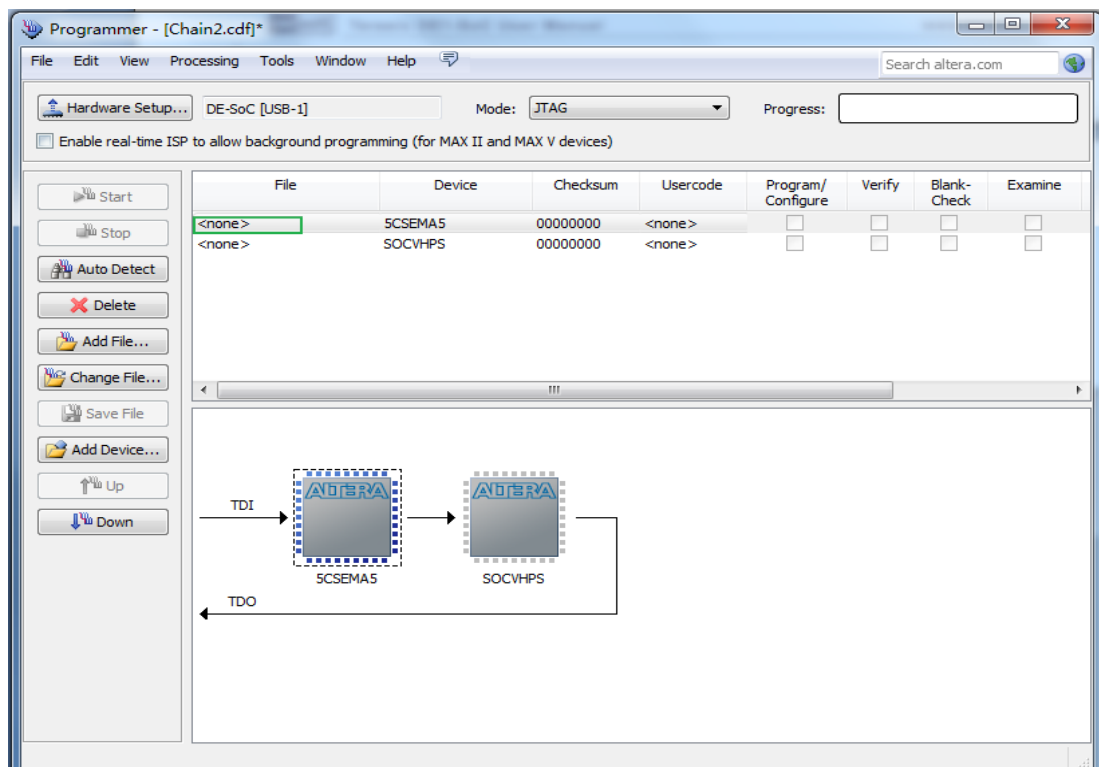 Programmer - [Chain2.cdf]*
File Edit View Processing Tools Window Help
Search altera.com
Hardware Setup... DE-SoC [USB-1] Mode: JTAG Progress:
Enable real-time ISP to allow background programming (for MAX II and MAX V devices)
File Device Checksum Usercode Program/ Verify Blank- Examine
Configure Check
<none> 5CSEMA5 00000000 <none>
<none> SOCVHPS 00000000 <none>
Start
Stop
Auto Detect
Delete
Add File...
Change File...
Save File
Add Device...
Up
Down
TDI
ALTERA
ALTERA
5CSEMA5
SOCVHPS
TDO